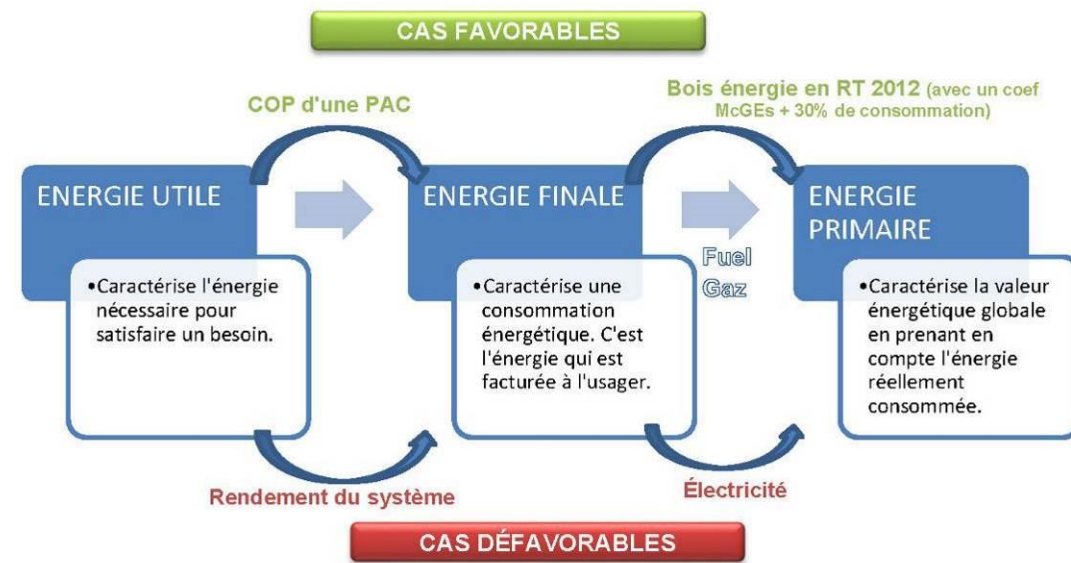 CAS FAVORABLES
COP d'une PAC
Bois énergie en RT 2012 (avec un coef
McGEs + 30% de consommation)
ENERGIE UTILE
•Caractérise l'énergie
nécessaire pour
satisfaire un besoin.
ENERGIE FINALE
•Caractérise une
consommation
énergétique. C'est
l'énergie qui est
facturée à l'usager.
Fuel
Gaz
ENERGIE
PRIMAIRE
•Caractérise la valeur
énergétique globale
en prenant en
compte l'énergie
réellement
consommée.
Rendement du système
Électricité
CAS DÉFAVORABLES